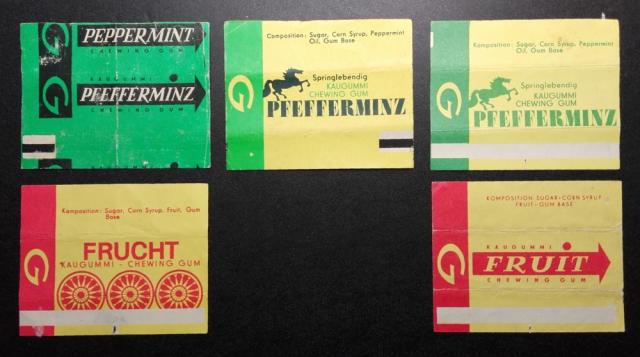 PEPPERMINT
CHEWING GUM
KAUGUMMI
PFEFFERMINZ
CHEWING GUM
G
Composition: Sugar, Corn Syrup, Peppermint
Oil, Gum Base
Springlebendig
KAUGUMMI
CHEWING GUM
PFEFFERMINZ
G
Composition: Sugar, Corn Syrup, Peppermint
Oil, Gum Base
Springlebendig
KAUGUMMI
CHEWING GUM
PFEFFERMINZ
G
Komposition: Sugar, Corn Syrup, Fruit, Gum
Base
FRUCHT
KAUGUMMI - CHEWING GUM
G
KOMPOSITION: SUGAR-CORN SYRUP
FRUIT-GUM BASE
KAUGUMMI
FRUIT
CHEWING GUM
G